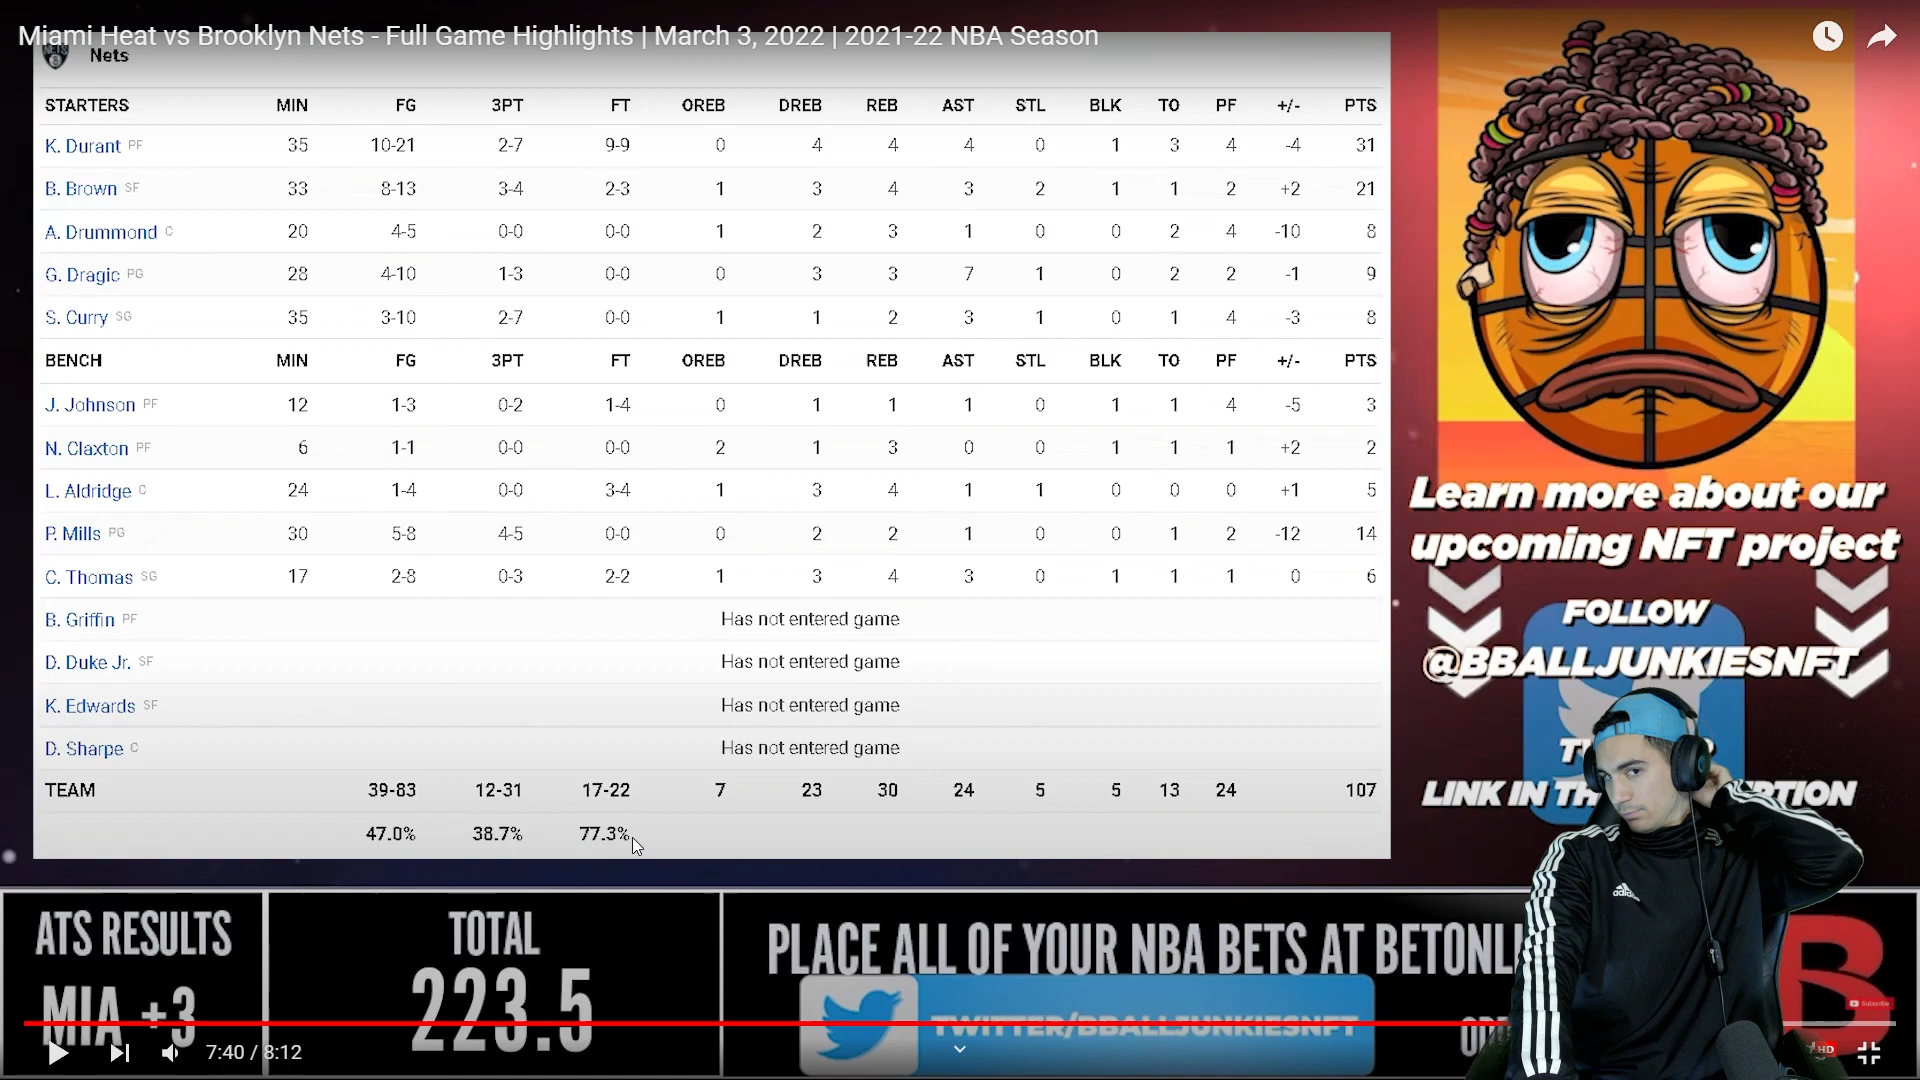 Miami Heat vs Brooklyn Nets - Full Game Highlights | March 3, 2022 | 2021-22 NBA Season
Nets
STARTERS MIN FG 3PT FT OREB DREB REB AST STL BLK TO PF +/- PTS
K. Durant PF 35 10-21 2-7 9-9 0 4 4 4 0 1 3 4 -4 31
B. Brown SF 33 8-13 3-4 2-3 1 3 4 3 2 1 1 2 +2 21
A. Drummond C 20 4-5 0-0 0-0 1 2 3 1 0 0 2 4 -10 8
G. Dragic PG 28 4-10 1-3 0-0 0 3 3 7 1 0 2 2 -1 9
S. Curry SG 35 3-10 2-7 0-0 1 1 2 3 1 0 1 4 -3 8
BENCH MIN FG 3PT FT OREB DREB REB AST STL BLK TO PF +/- PTS
J. Johnson PF 12 1-3 0-2 1-4 0 1 1 1 0 1 1 4 -5 3
N. Claxton PF 6 1-1 0-0 0-0 2 1 3 0 0 1 1 1 +2 2
L. Aldridge C 24 1-4 0-0 3-4 1 3 4 1 1 0 0 0 +1 5
P. Mills PG 30 5-8 4-5 0-0 0 2 2 1 0 0 1 2 -12 14
C. Thomas SG 17 2-8 0-3 2-2 1 3 4 3 0 1 1 1 0 6
B. Griffin PF Has not entered game
D. Duke Jr. SF Has not entered game
K. Edwards SF Has not entered game
D. Sharpe C Has not entered game
TEAM 39-83 12-31 17-22 7 23 30 24 5 5 13 24 107
47.0% 38.7% 77.3%
Learn more about our
upcoming NFT project
FOLLOW
@BBALLJUNKIESNFT
LINK IN
adidas
ATS RESULTS
MIA +3
TOTAL
223.5
PLACE ALL OF YOUR NBA BETS AT
TWITTER/BBALLJUNKIESNFT
B
Subscribe
7:40 / 8:12
HD